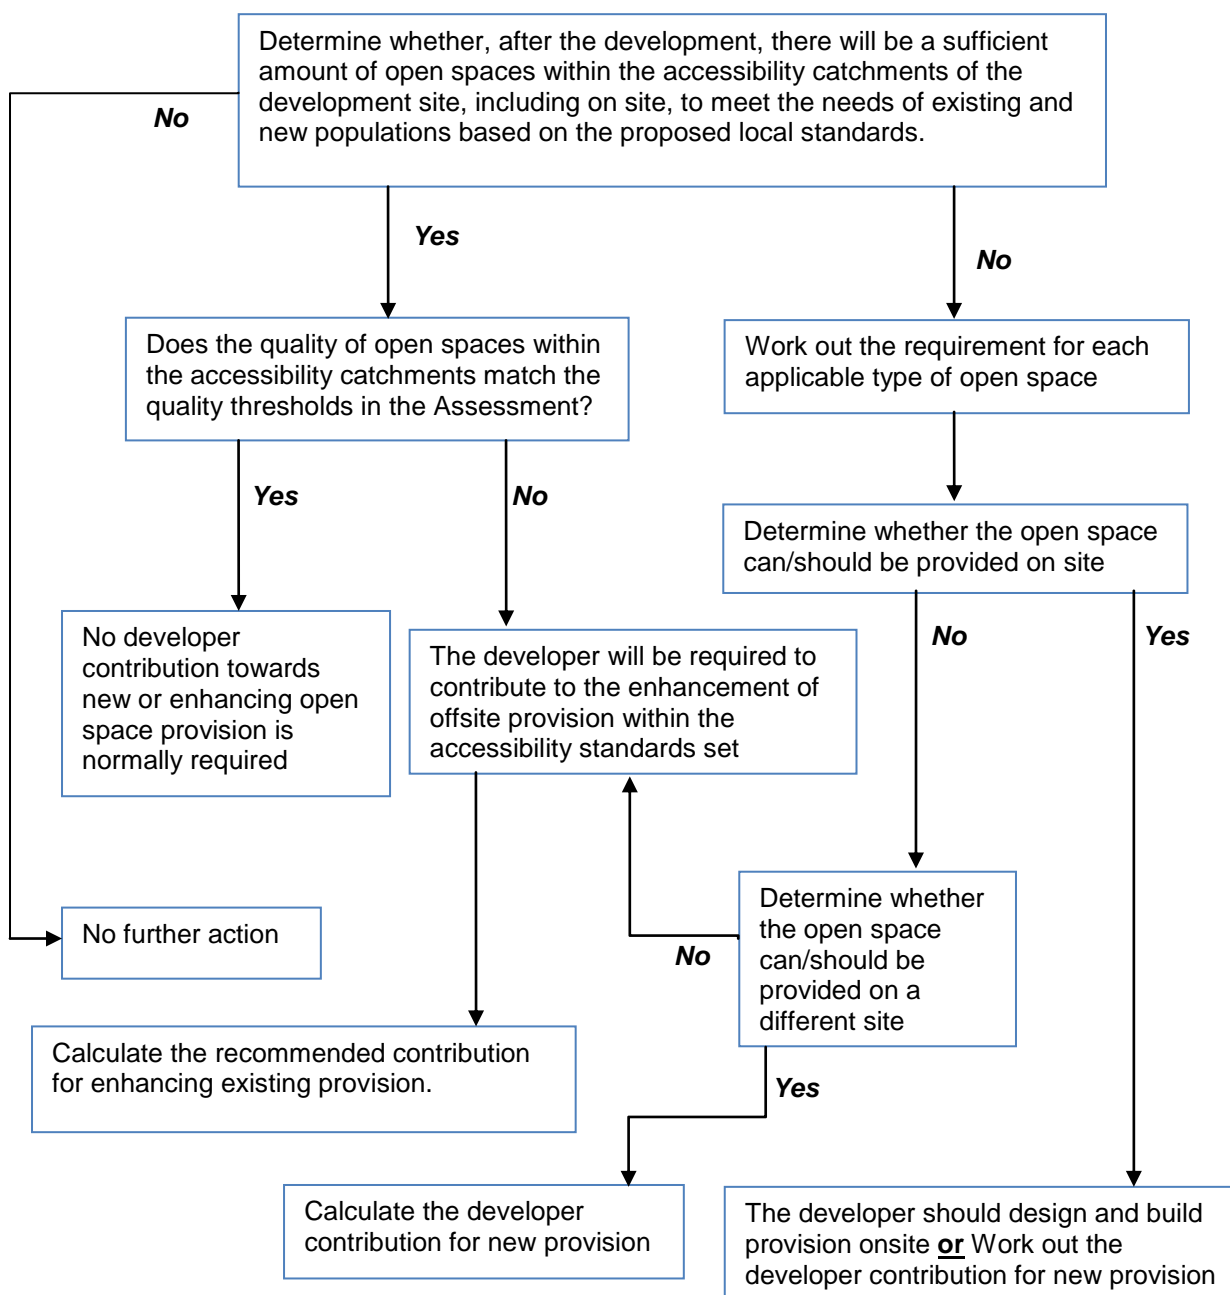 Determine whether, after the development, there will be a sufficient
amount of open spaces within the accessibility catchments of the
development site, including on site, to meet the needs of existing and
new populations based on the proposed local standards.
No
Yes
No
Does the quality of open spaces within
the accessibility catchments match the
quality thresholds in the Assessment?
Work out the requirement for each
applicable type of open space
Yes
No
Determine whether the open space
can/should be provided on site
No developer
contribution towards
new or enhancing open
space provision is
normally required
The developer will be required to
contribute to the enhancement of
offsite provision within the
accessibility standards set
No
Yes
No further action
Determine whether
the open space
can/should be
provided on a
different site
No
Calculate the recommended contribution
for enhancing existing provision.
Yes
Calculate the developer
contribution for new provision
The developer should design and build
provision onsite or Work out the
developer contribution for new provision